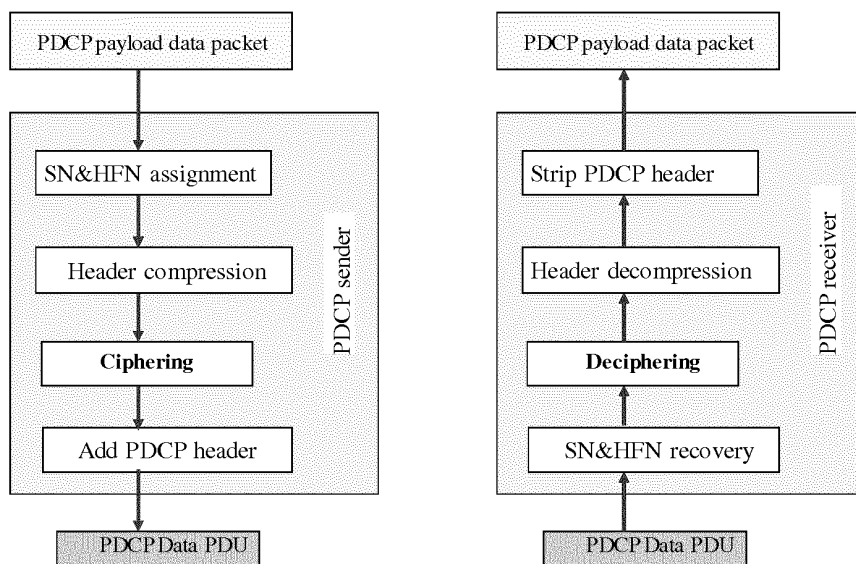 PDCP payload data packet
SN&HFN assignment
Header compression
Ciphering
Add PDCP header
PDCP sender
PDCP Data PDU
PDCP payload data packet
Strip PDCP header
Header decompression
Deciphering
SN&HFN recovery
PDCP receiver
PDCP Data PDU